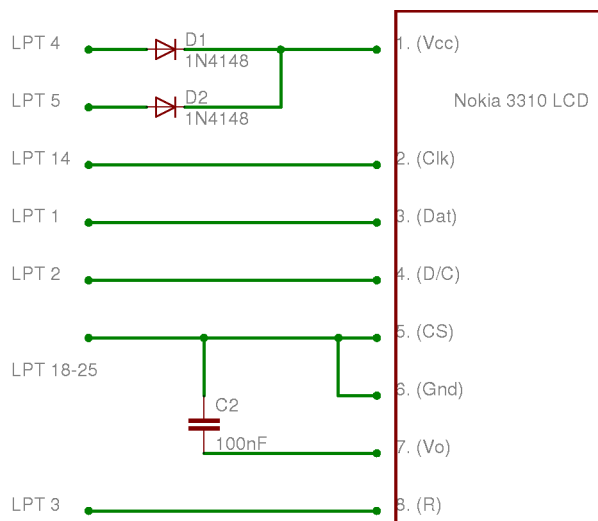 LPT 4
D1
1N4148
1. (Vcc)
LPT 5
D2
1N4148
Nokia 3310 LCD
LPT 14
2. (Clk)
LPT 1
3. (Dat)
LPT 2
4. (D/C)
5. (CS)
LPT 18-25
6. (Gnd)
C2
100nF
7. (Vo)
LPT 3
8. (R)